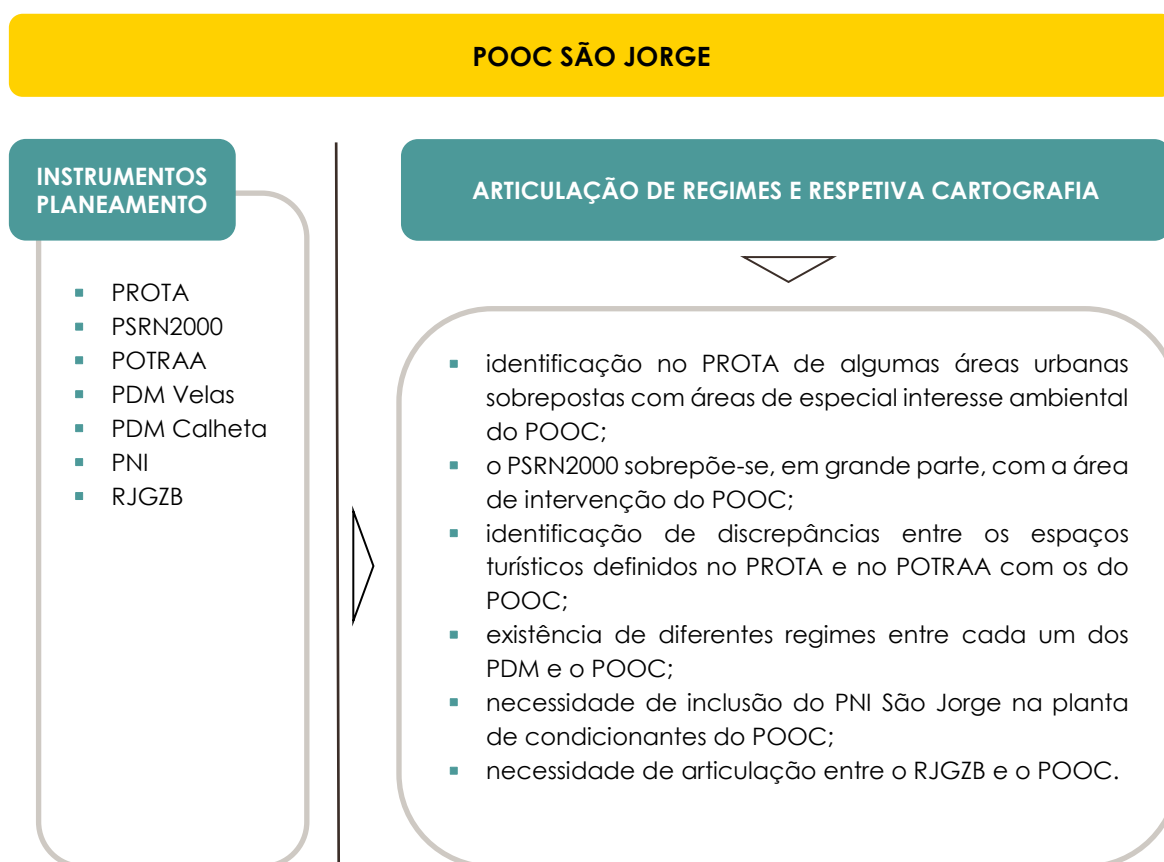 POOC SÃO JORGE
INSTRUMENTOS
PLANEAMENTO
▪ PROTA
▪ PSRN2000
▪ POTRAA
▪ PDM Velas
▪ PDM Calheta
▪ PNI
▪ RJGZB
ARTICULAÇÃO DE REGIMES E RESPETIVA CARTOGRAFIA
▪ identificação no PROTA de algumas áreas urbanas
sobrepostas com áreas de especial interesse ambiental
do POOC;
▪ o PSRN2000 sobrepõe-se, em grande parte, com a área
de intervenção do POOC;
▪ identificação de discrepâncias entre os espaços
turísticos definidos no PROTA e no POTRAA com os do
POOC;
▪ existência de diferentes regimes entre cada um dos
PDM e o POOC;
▪ necessidade de inclusão do PNI São Jorge na planta
de condicionantes do POOC;
▪ necessidade de articulação entre o RJGZB e o POOC.